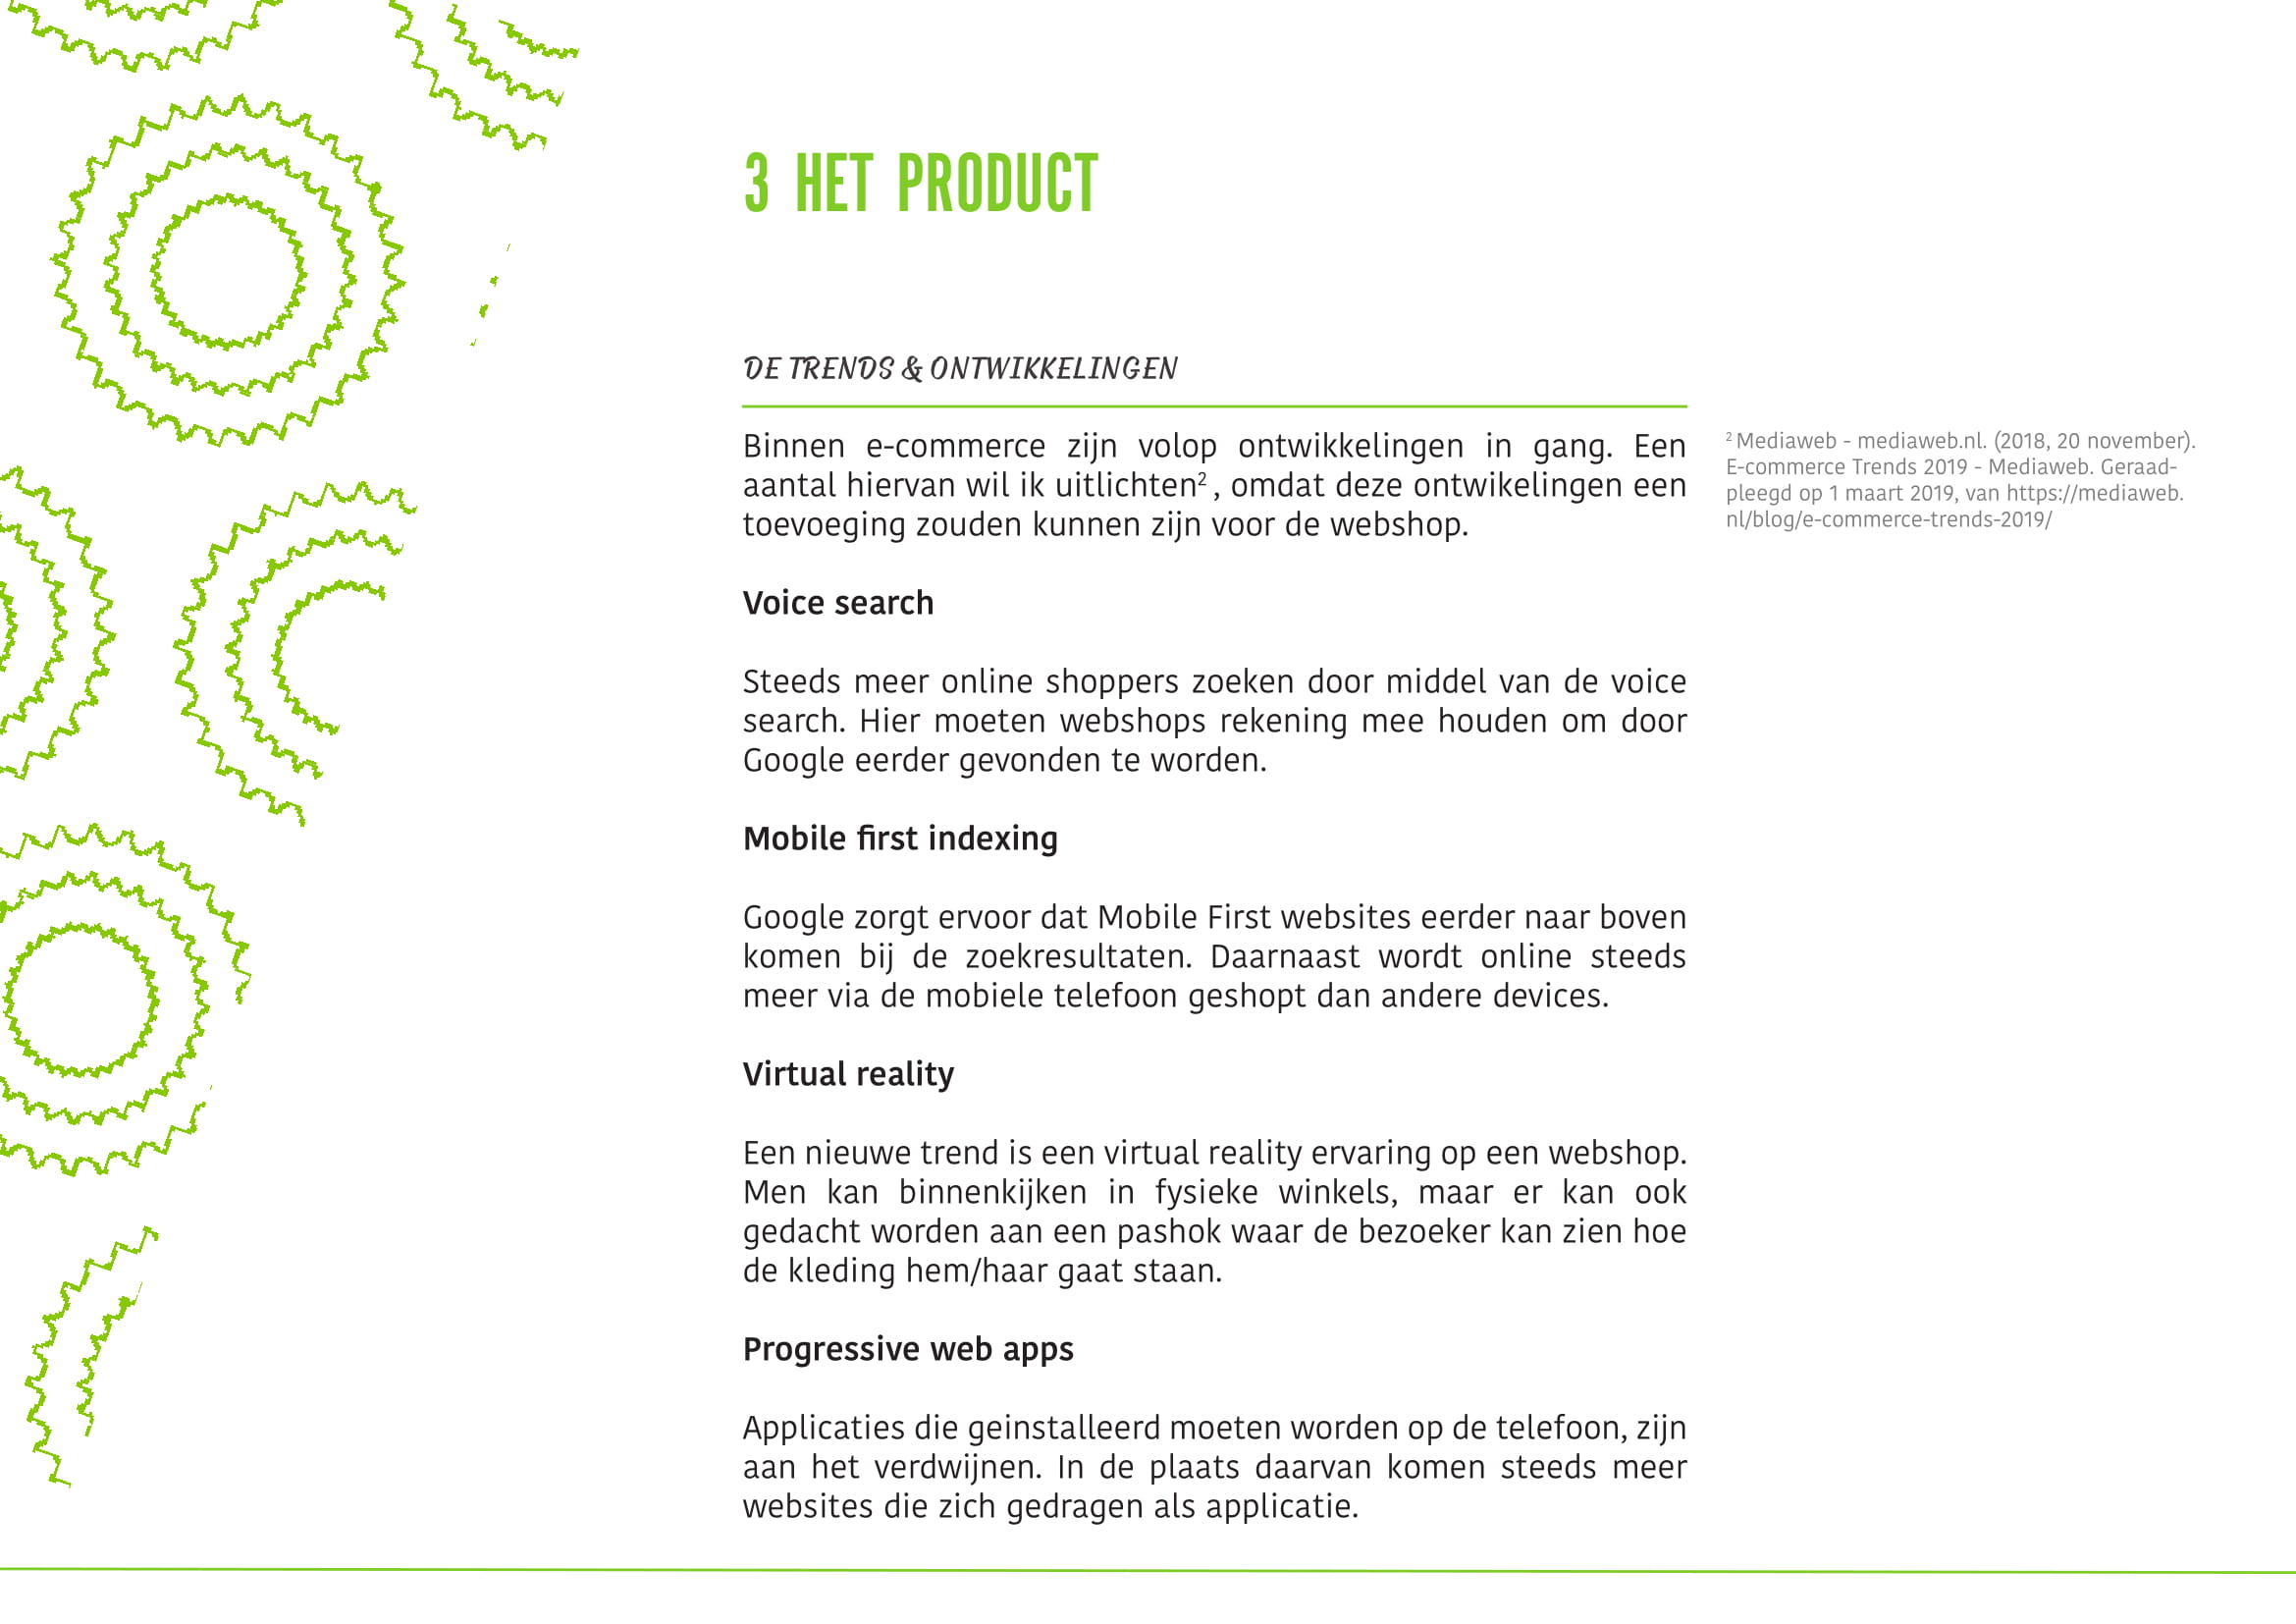 3 HET PRODUCT
DE TRENDS & ONTWIKKELINGEN
Binnen e-commerce zijn volop ontwikkelingen in gang. Een
aantal hiervan wil ik uitlichten², omdat deze ontwikelingen een
toevoeging zouden kunnen zijn voor de webshop.
Voice search
Steeds meer online shoppers zoeken door middel van de voice
search. Hier moeten webshops rekening mee houden om door
Google eerder gevonden te worden.
Mobile first indexing
Google zorgt ervoor dat Mobile First websites eerder naar boven
komen bij de zoekresultaten. Daarnaast wordt online steeds
meer via de mobiele telefoon geshopt dan andere devices.
Virtual reality
Een nieuwe trend is een virtual reality ervaring op een webshop.
Men kan binnenkijken in fysieke winkels, maar er kan ook
gedacht worden aan een pashok waar de bezoeker kan zien hoe
de kleding hem/haar gaat staan.
Progressive web apps
Applicaties die geinstalleerd moeten worden op de telefoon, zijn
aan het verdwijnen. In de plaats daarvan komen steeds meer
websites die zich gedragen als applicatie.
² Mediaweb - mediaweb.nl. (2018, 20 november).
E-commerce Trends 2019 - Mediaweb. Geraad-
pleegd op 1 maart 2019, van https://mediaweb.
nl/blog/e-commerce-trends-2019/